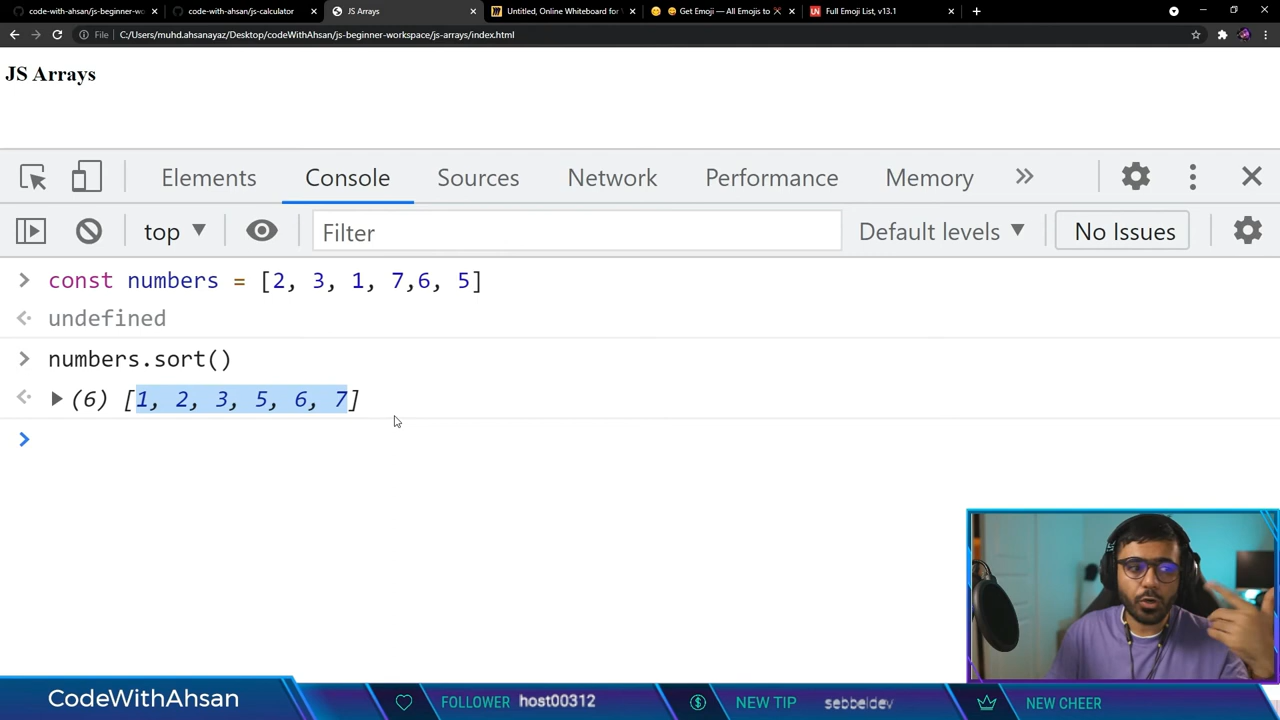 code-with-ahsan/js-beginner-wo
code-with-ahsan/js-calculator
JS Arrays
Untitled, Online Whiteboard for
Get Emoji — All Emojis to
Full Emoji List, v13.1
File
C:/Users/muhd.ahsanayaz/Desktop/codeWithAhsan/js-beginner-workspace/js-arrays/index.html
JS Arrays
Elements Console Sources Network Performance Memory
top Filter Default levels No Issues
const numbers = [2, 3, 1, 7,6, 5]
undefined
numbers.sort()
(6) [1, 2, 3, 5, 6, 7]
CodeWithAhsan
FOLLOWER host00312
NEW TIP sebbeldev
NEW CHEER